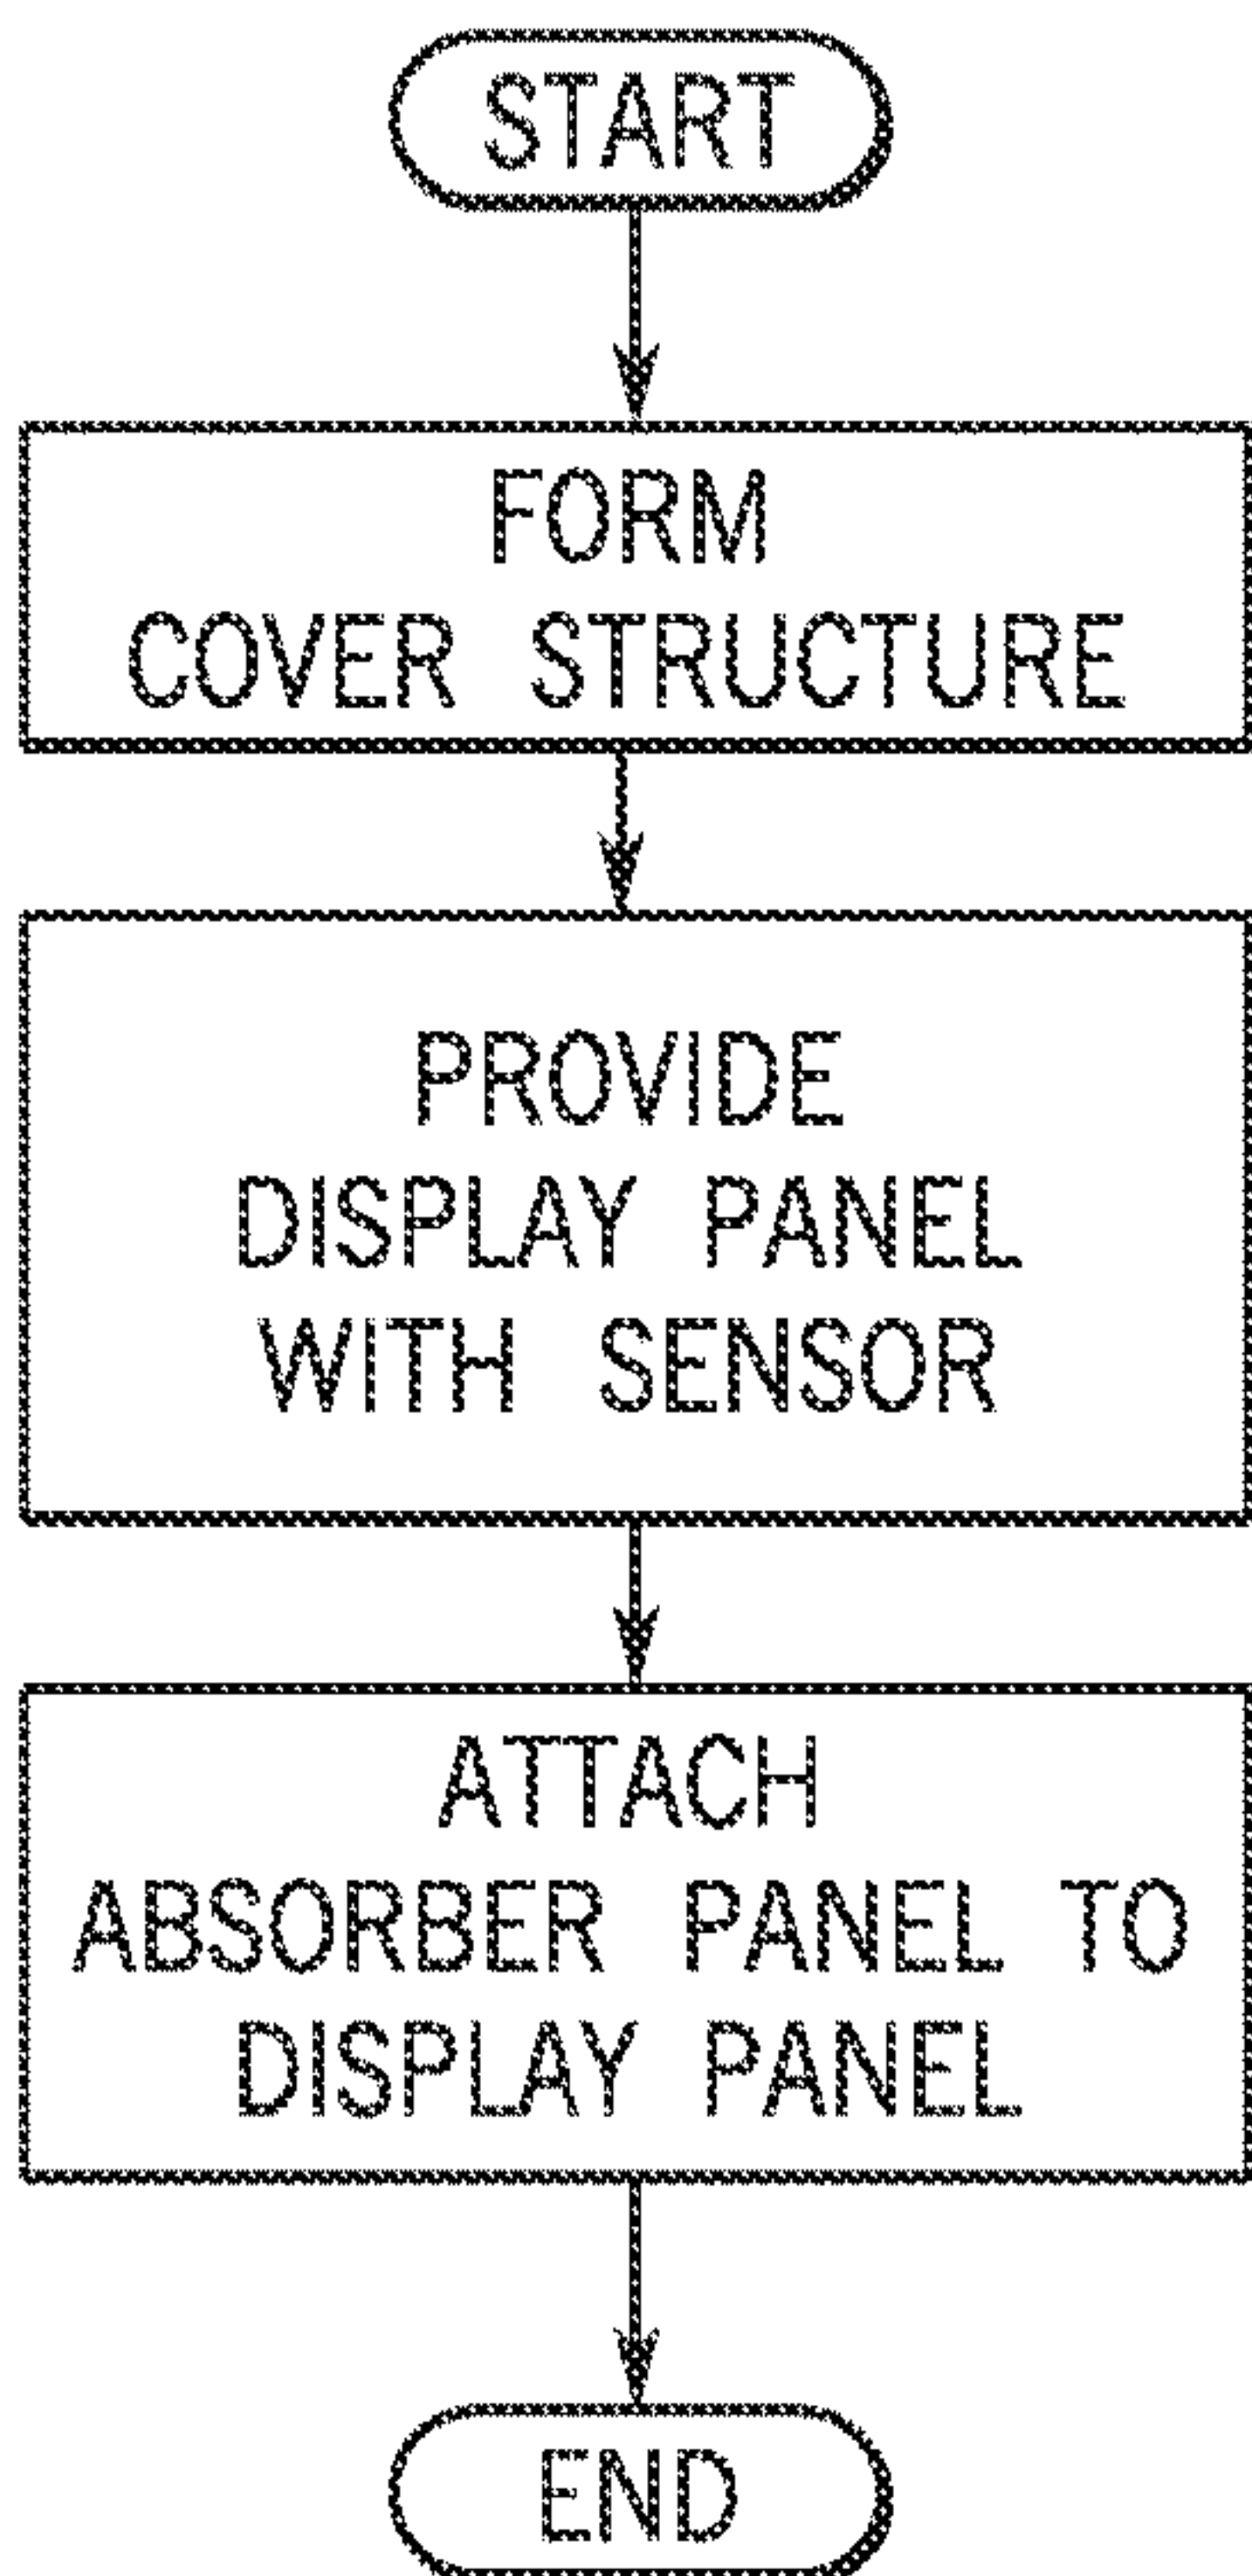 START
FORM
COVER STRUCTURE
PROVIDE
DISPLAY PANEL
WITH SENSOR
ATTACH
ABSORBER PANEL TO
DISPLAY PANEL
END